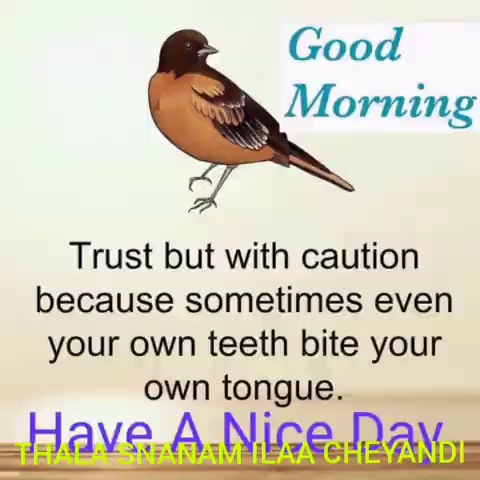 Good
Morning
Trust but with caution
because sometimes even
your own teeth bite your
own tongue.
Have A Nice Day
THALA SNANAM ILAA CHEYANDI